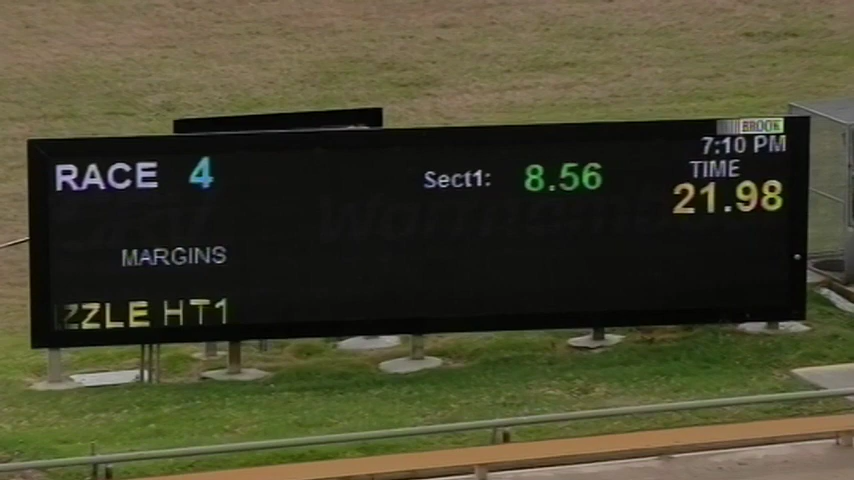 BROOK
7:10 PM
RACE 4 Sect1: 8.56 TIME
21.98
MARGINS
ZZLE HT1